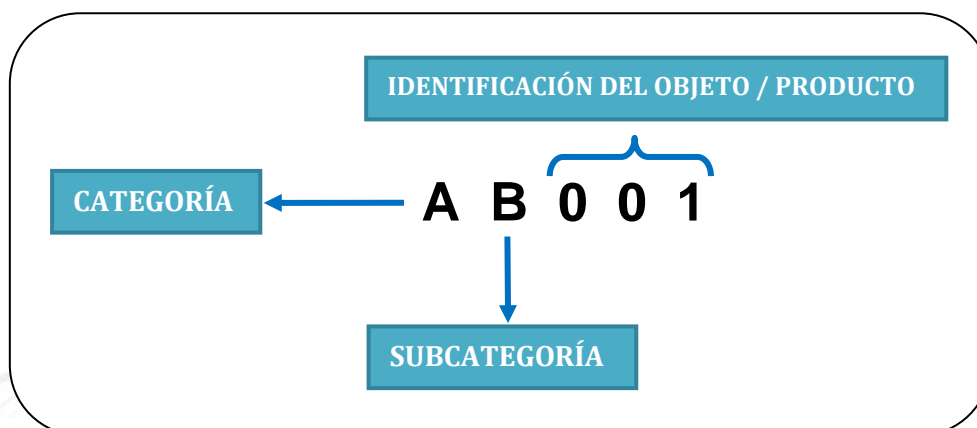 IDENTIFICACIÓN DEL OBJETO / PRODUCTO
CATEGORÍA
A B 0 0 1
SUBCATEGORÍA